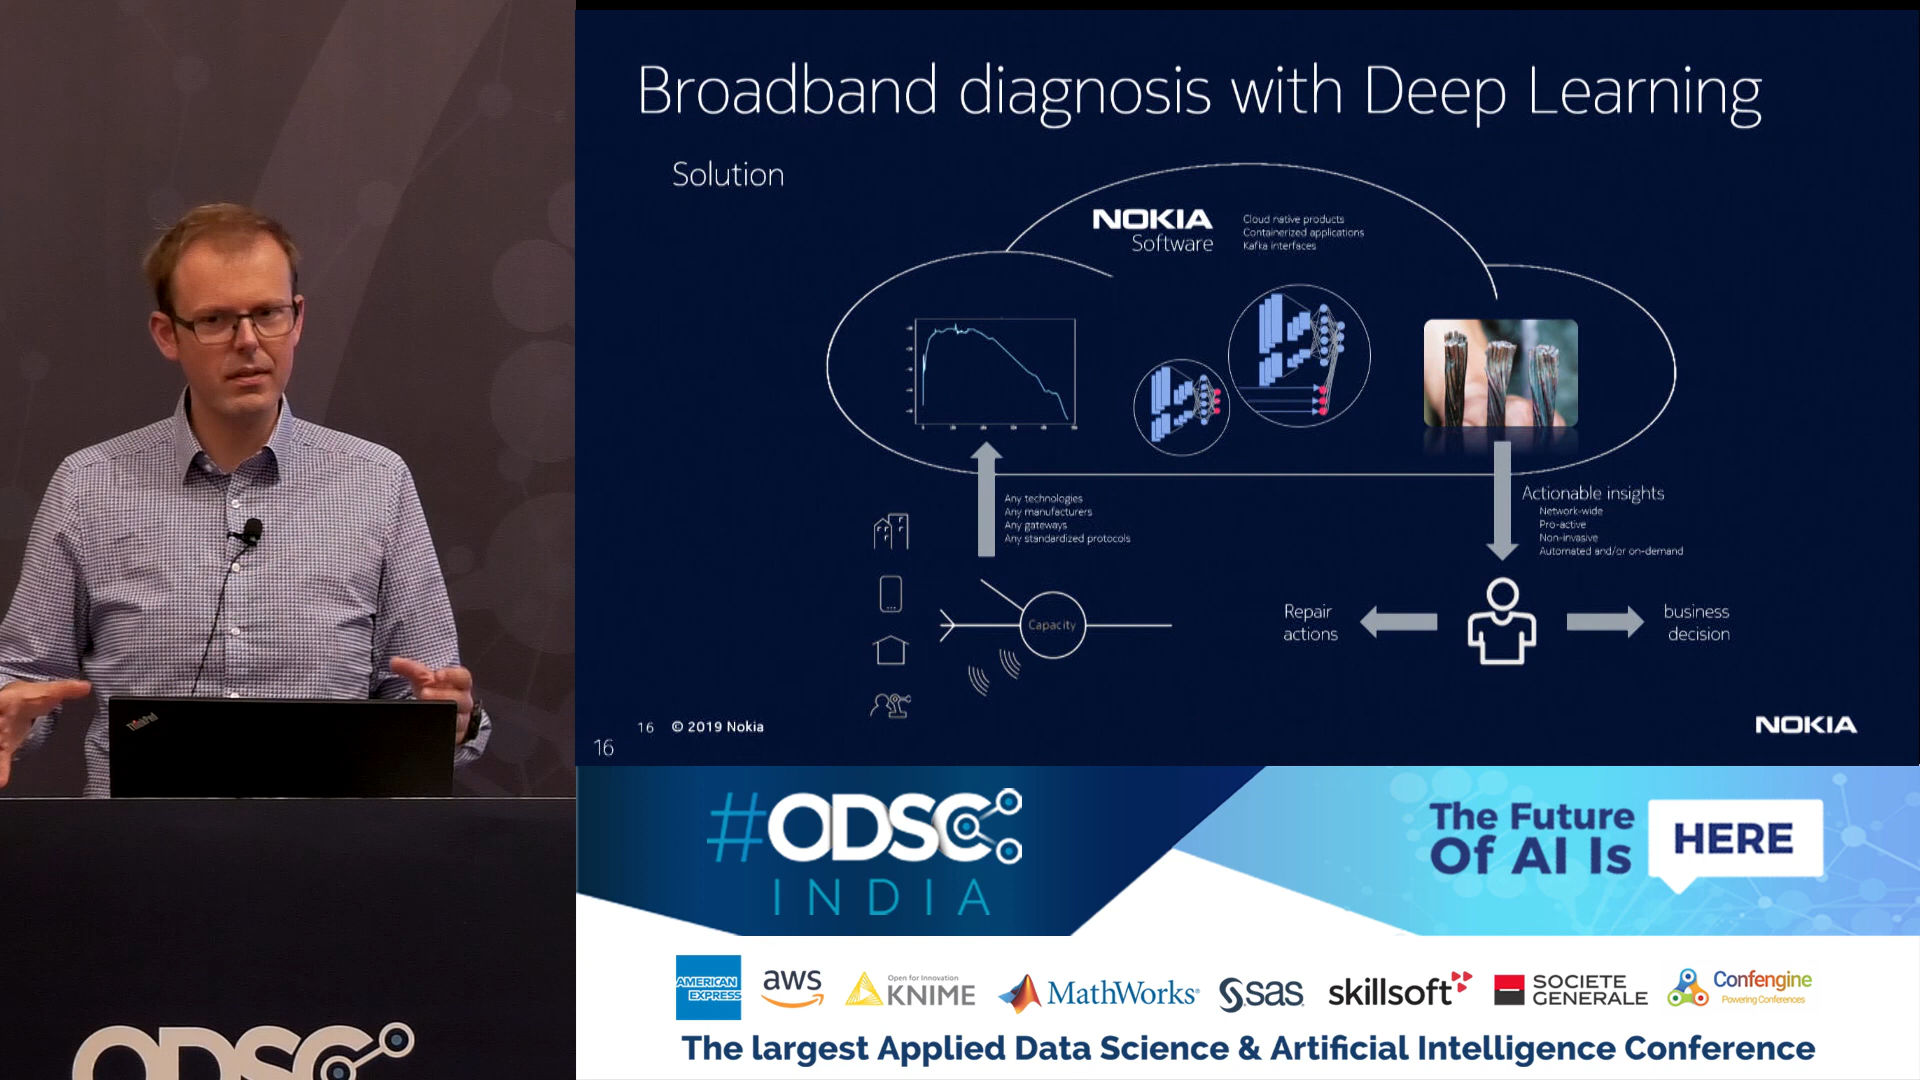 Broadband diagnosis with Deep Learning
Solution
NOKIA
Software
Cloud native products
Containerized applications
Kafka interfaces
Any technologies
Any manufacturers
Any gateways
Any standardized protocols
Capacity
Actionable insights
Network-wide
Pro-active
Non-invasive
Automated and/or on-demand
Repair
actions
business
decision
16 © 2019 Nokia
16
NOKIA
ThinkPad
#ODSC
INDIA
The Future
Of AI Is
HERE
AMERICAN
EXPRESS
aws
Open for Innovation
KNIME
MathWorks
sas
skillsoft
SOCIETE
GENERALE
Confengine
Powering Conferences
The largest Applied Data Science & Artificial Intelligence Conference
ODSC